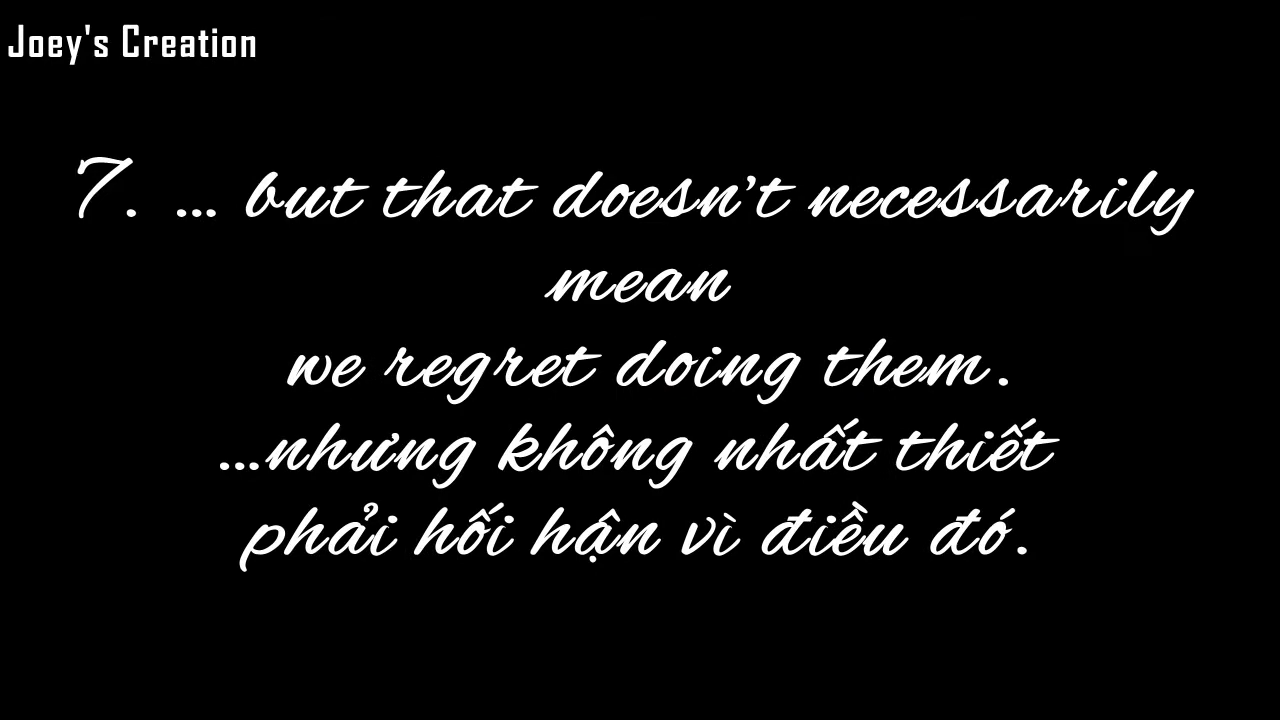 Joey's Creation
7. ... but that doesn't necessarily
mean
we regret doing them.
...nhưng không nhất thiết
phải hối hận vì điều đó.